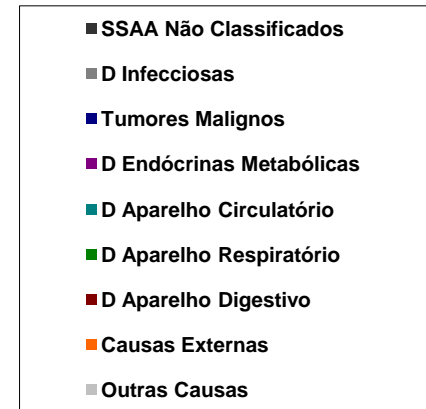 SSAA Não Classificados
D Infecciosas
Tumores Malignos
D Endócrinas Metabólicas
D Aparelho Circulatório
D Aparelho Respiratório
D Aparelho Digestivo
Causas Externas
Outras Causas